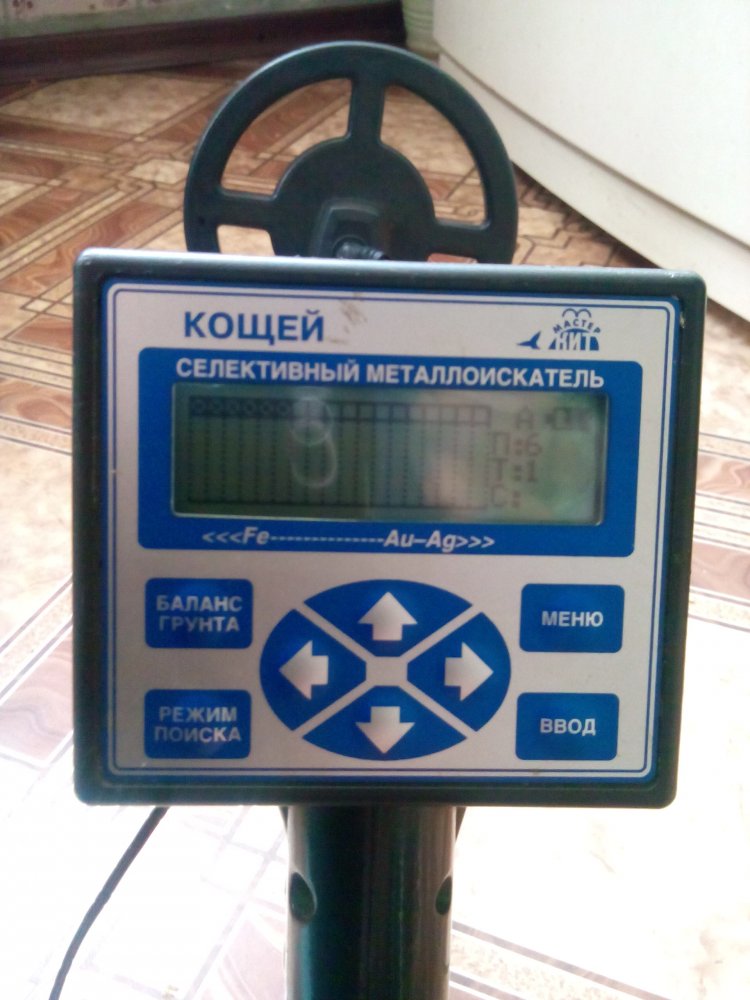 КОЩЕЙ
МАСТЕР
КИТ
СЕЛЕКТИВНЫЙ МЕТАЛЛОИСКАТЕЛЬ
А
П:6
Т:1
С:
<<<Fe--------------Au–Ag>>>
БАЛАНС
ГРУНТА
МЕНЮ
РЕЖИМ
ПОИСКА
ВВОД